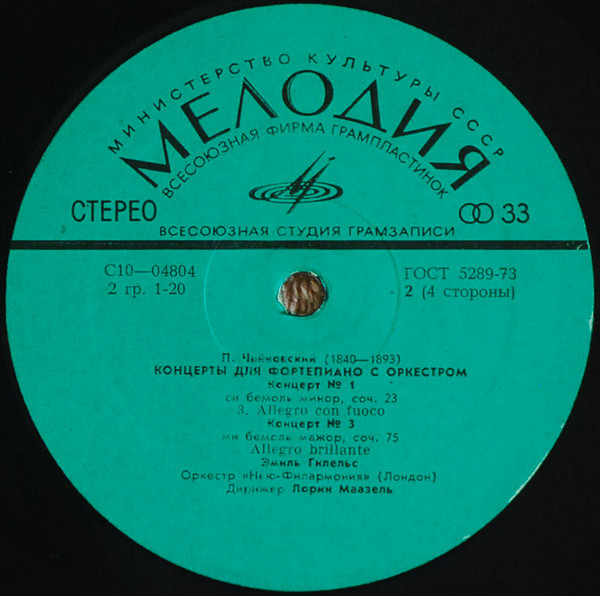 МИНИСТЕРСТВО КУЛЬТУРЫ СССР
МЕЛОДИЯ
ВСЕСОЮЗНАЯ ФИРМА ГРАМПЛАСТИНОК
СТЕРЕО
33
ВСЕСОЮЗНАЯ СТУДИЯ ГРАМЗАПИСИ
С10—04804
ГОСТ 5289-73
2 гр. 1-20
2 (4 стороны)
П. Чайковский (1840—1893)
КОНЦЕРТЫ ДЛЯ ФОРТЕПИАНО С ОРКЕСТРОМ
Концерт № 1
си бемоль минор, соч. 23
3. Allegro con fuoco
Концерт № 3
ми бемоль мажор, соч. 75
Allegro brillante
Эмиль Гилельс
Оркестр «Нью-Филармония» (Лондон)
Дирижер Лорин Маазель